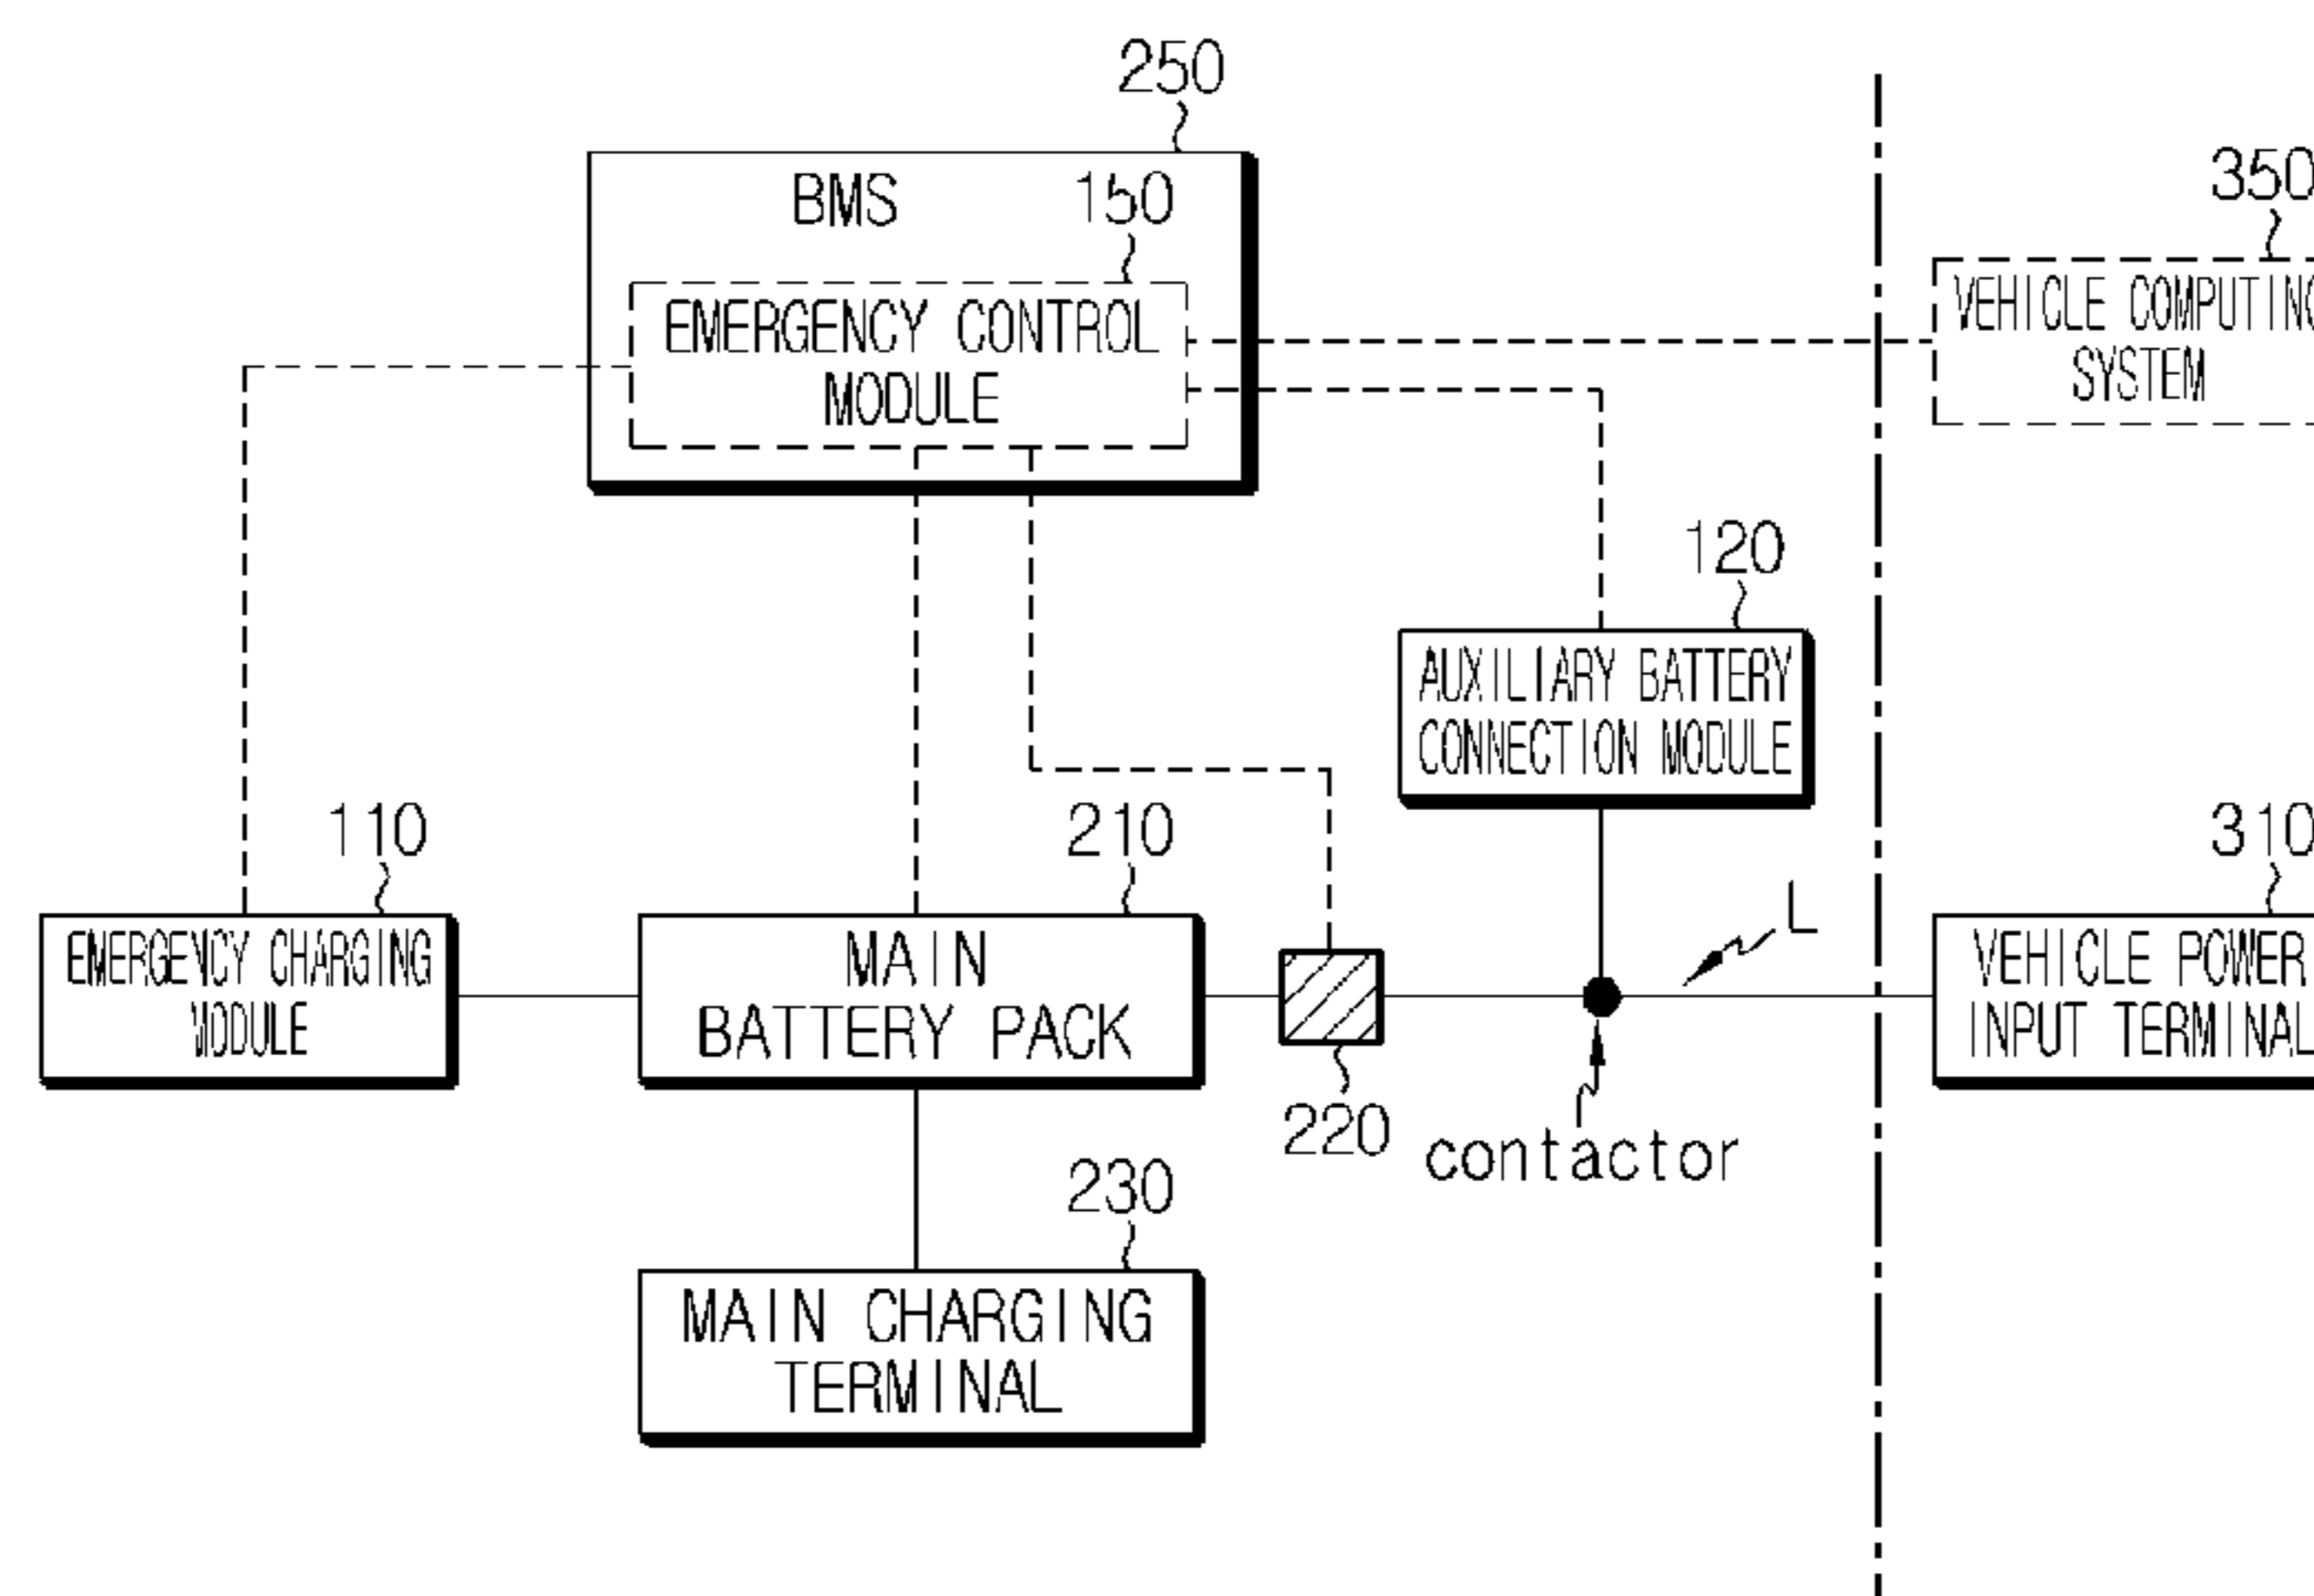 250
BMS
150
EMERGENCY CONTROL
MODULE
350
VEHICLE COMPUTING
SYSTEM
120
AUXILIARY BATTERY
CONNECTION MODULE
110
EMERGENCY CHARGING
MODULE
210
MAIN
BATTERY PACK
220
L
contactor
310
VEHICLE POWER
INPUT TERMINAL
230
MAIN CHARGING
TERMINAL